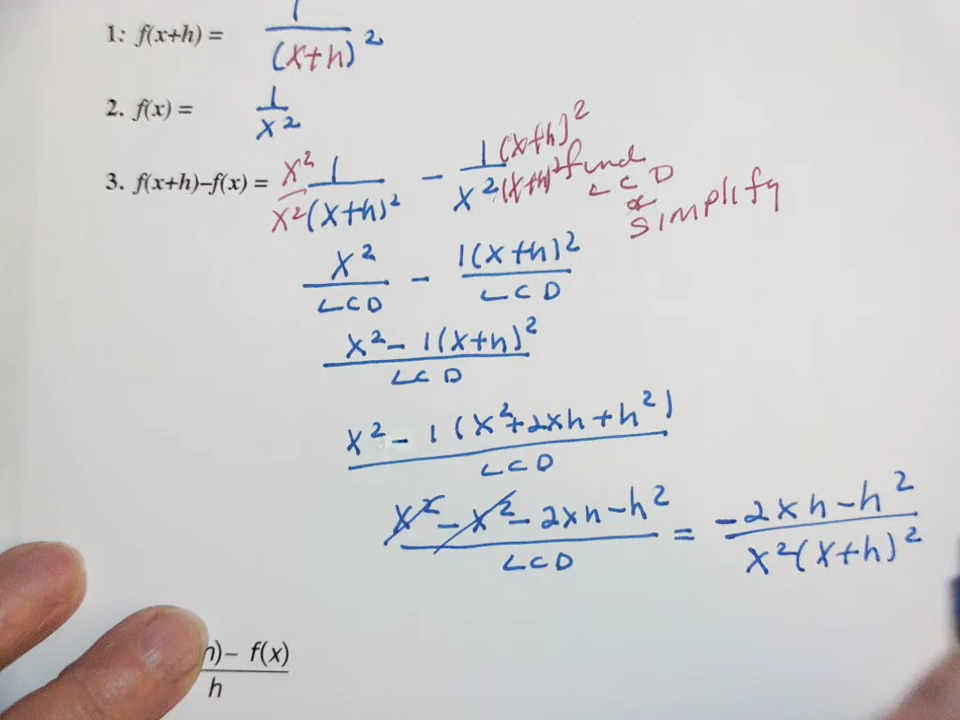 1: f(x+h) = 1/(x+h)²
2. f(x) = 1/x²
3. f(x+h)–f(x) = x²/x² 1/(x+h)² - 1/x² (x+h)²/(x+h)² find
LCD
&
simplify
x²/LCD - 1(x+h)²/LCD
x² - 1(x+h)²/LCD
x² - 1(x²+2xh+h²)/LCD
x² - x² - 2xh - h²/LCD = -2xh - h²/x²(x+h)²
h)– f(x)
h